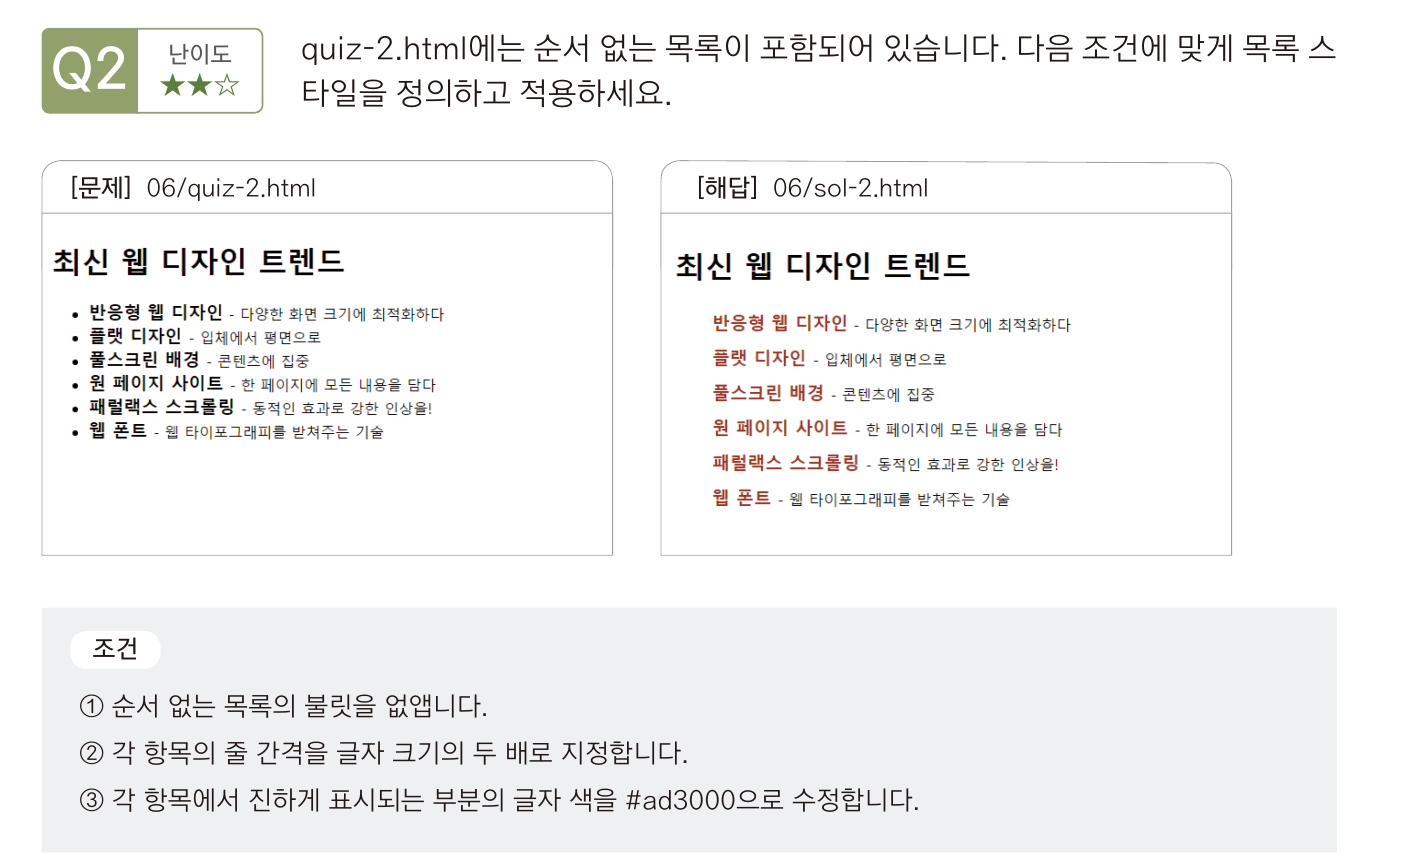 Q2
난이도
★★☆
quiz-2.html에는 순서 없는 목록이 포함되어 있습니다. 다음 조건에 맞게 목록 스
타일을 정의하고 적용하세요.
[문제] 06/quiz-2.html
최신 웹 디자인 트렌드
• 반응형 웹 디자인 - 다양한 화면 크기에 최적화하다
• 플랫 디자인 - 입체에서 평면으로
• 풀스크린 배경 - 콘텐츠에 집중
• 원 페이지 사이트 - 한 페이지에 모든 내용을 담다
• 패럴랙스 스크롤링 - 동적인 효과로 강한 인상을!
• 웹 폰트 - 웹 타이포그래피를 받쳐주는 기술
[해답] 06/sol-2.html
최신 웹 디자인 트렌드
반응형 웹 디자인 - 다양한 화면 크기에 최적화하다
플랫 디자인 - 입체에서 평면으로
풀스크린 배경 - 콘텐츠에 집중
원 페이지 사이트 - 한 페이지에 모든 내용을 담다
패럴랙스 스크롤링 - 동적인 효과로 강한 인상을!
웹 폰트 - 웹 타이포그래피를 받쳐주는 기술
조건
① 순서 없는 목록의 불릿을 없앱니다.
② 각 항목의 줄 간격을 글자 크기의 두 배로 지정합니다.
③ 각 항목에서 진하게 표시되는 부분의 글자 색을 #ad3000으로 수정합니다.